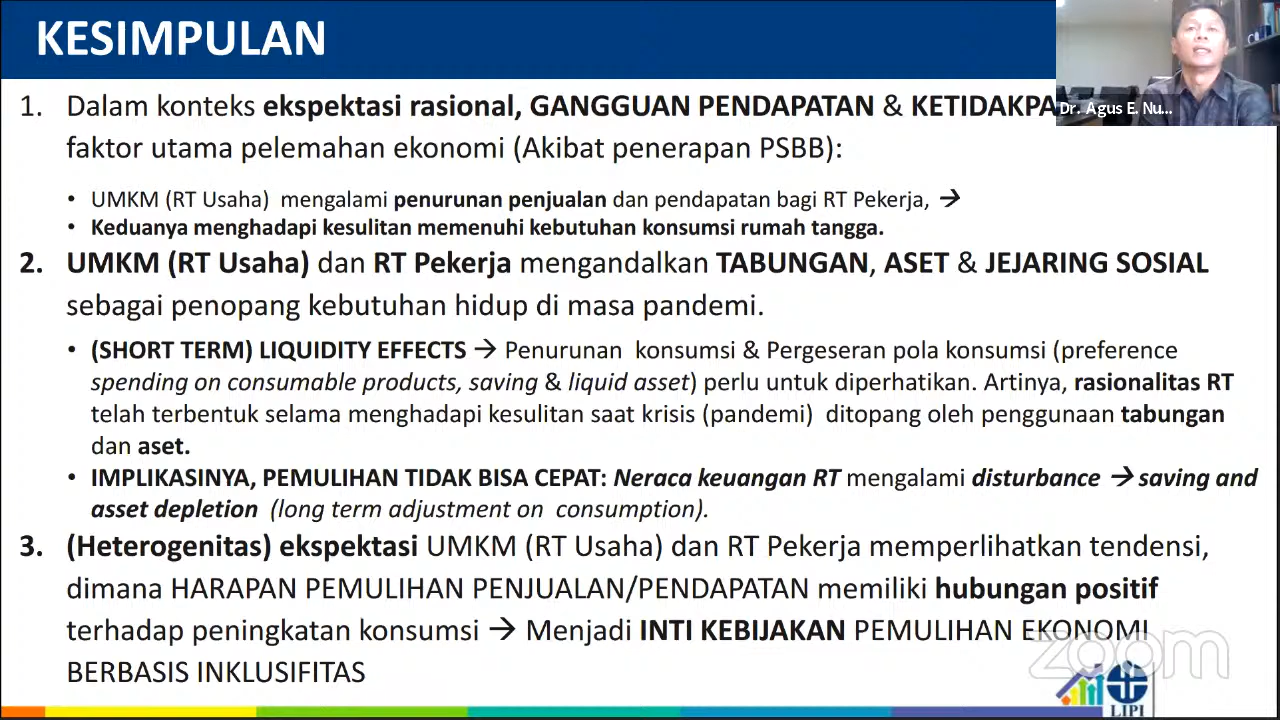 KESIMPULAN
Dr. Agus E. Nu...
1. Dalam konteks ekspektasi rasional, GANGGUAN PENDAPATAN & KETIDAKPA
faktor utama pelemahan ekonomi (Akibat penerapan PSBB):
• UMKM (RT Usaha) mengalami penurunan penjualan dan pendapatan bagi RT Pekerja, →
• Keduanya menghadapi kesulitan memenuhi kebutuhan konsumsi rumah tangga.
2. UMKM (RT Usaha) dan RT Pekerja mengandalkan TABUNGAN, ASET & JEJARING SOSIAL
sebagai penopang kebutuhan hidup di masa pandemi.
• (SHORT TERM) LIQUIDITY EFFECTS → Penurunan konsumsi & Pergeseran pola konsumsi (preference
spending on consumable products, saving & liquid asset) perlu untuk diperhatikan. Artinya, rasionalitas RT
telah terbentuk selama menghadapi kesulitan saat krisis (pandemi) ditopang oleh penggunaan tabungan
dan aset.
• IMPLIKASINYA, PEMULIHAN TIDAK BISA CEPAT: Neraca keuangan RT mengalami disturbance → saving and
asset depletion (long term adjustment on consumption).
3. (Heterogenitas) ekspektasi UMKM (RT Usaha) dan RT Pekerja memperlihatkan tendensi,
dimana HARAPAN PEMULIHAN PENJUALAN/PENDAPATAN memiliki hubungan positif
terhadap peningkatan konsumsi → Menjadi INTI KEBIJAKAN PEMULIHAN EKONOMI
BERBASIS INKLUSIFITAS
zoom
LIPI